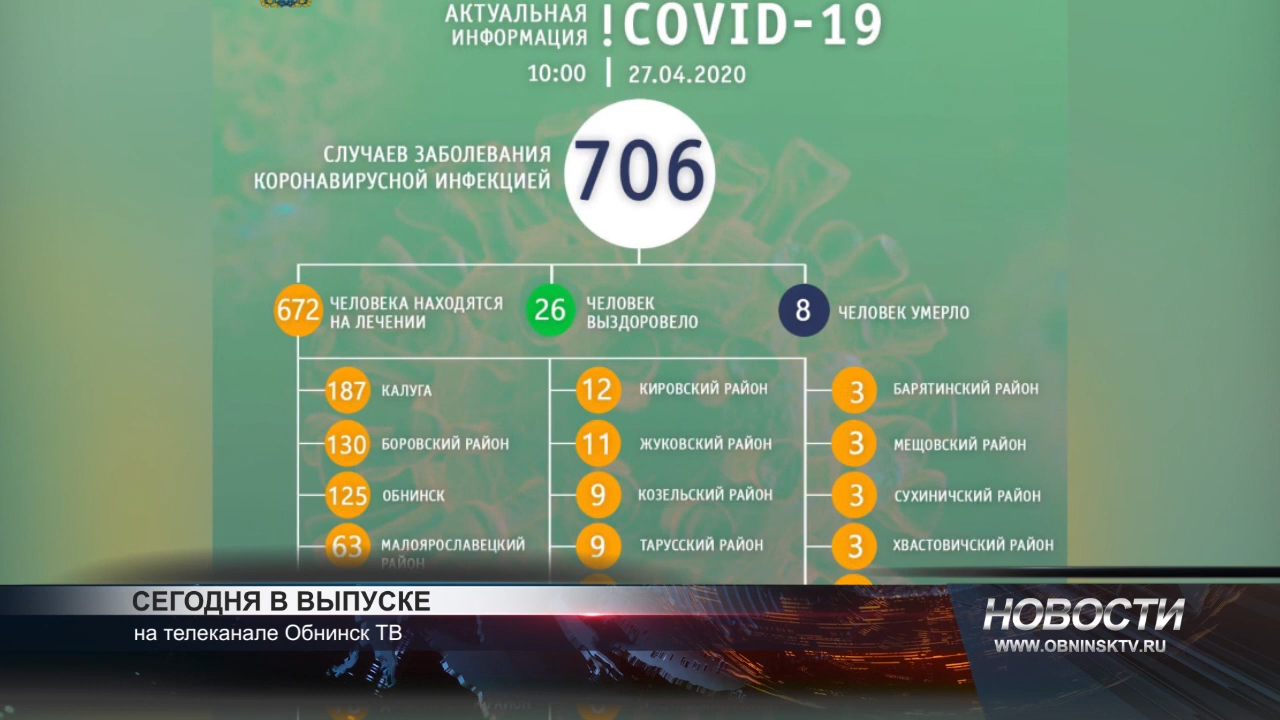 АКТУАЛЬНАЯ
ИНФОРМАЦИЯ
! COVID-19
10:00 | 27.04.2020
СЛУЧАЕВ ЗАБОЛЕВАНИЯ
КОРОНАВИРУСНОЙ ИНФЕКЦИЕЙ
706
672 ЧЕЛОВЕКА НАХОДЯТСЯ
НА ЛЕЧЕНИИ
26 ЧЕЛОВЕК
ВЫЗДОРОВЕЛО
8 ЧЕЛОВЕК УМЕРЛО
187 КАЛУГА
130 БОРОВСКИЙ РАЙОН
125 ОБНИНСК
63 МАЛОЯРОСЛАВЕЦКИЙ
РАЙОН
12 КИРОВСКИЙ РАЙОН
11 ЖУКОВСКИЙ РАЙОН
9 КОЗЕЛЬСКИЙ РАЙОН
9 ТАРУССКИЙ РАЙОН
3 БАРЯТИНСКИЙ РАЙОН
3 МЕЩОВСКИЙ РАЙОН
3 СУХИНИЧСКИЙ РАЙОН
3 ХВАСТОВИЧСКИЙ РАЙОН
СЕГОДНЯ В ВЫПУСКЕ
на телеканале Обнинск ТВ
НОВОСТИ
WWW.OBNINSKTV.RU